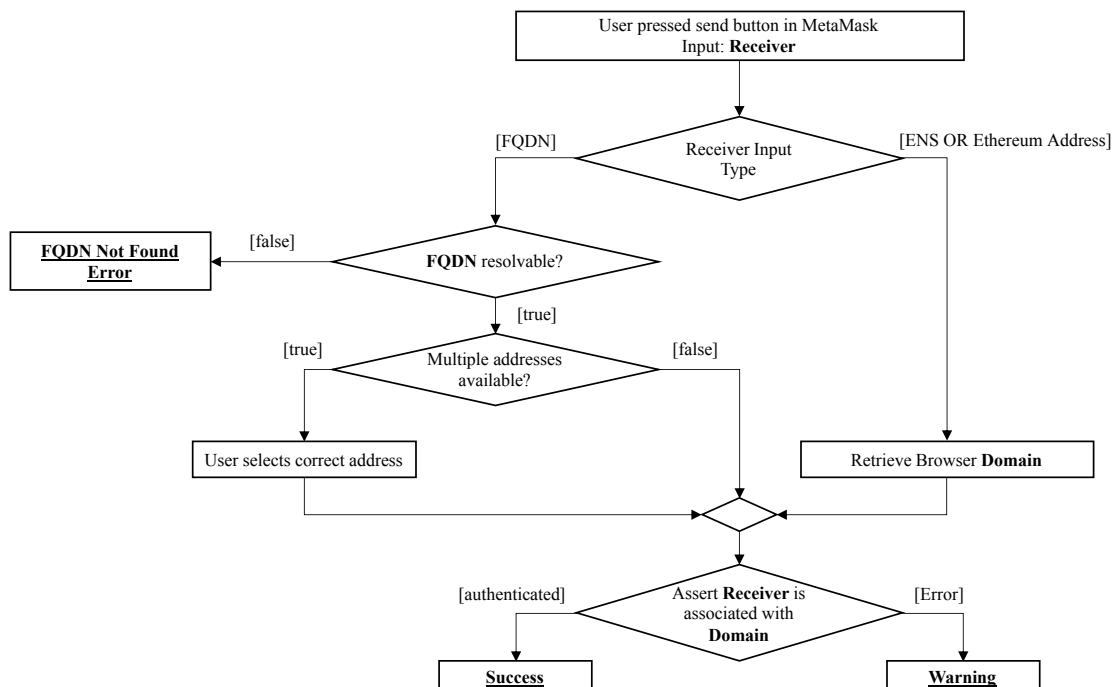 User pressed send button in MetaMask
Input: Receiver
[FQDN]
[ENS OR Ethereum Address]
Receiver Input
Type
FQDN Not Found
Error
[false]
FQDN resolvable?
[true]
[true]
Multiple addresses
available?
[false]
User selects correct address
Retrieve Browser Domain
[authenticated]
Assert Receiver is
associated with
Domain
[Error]
Success
Warning